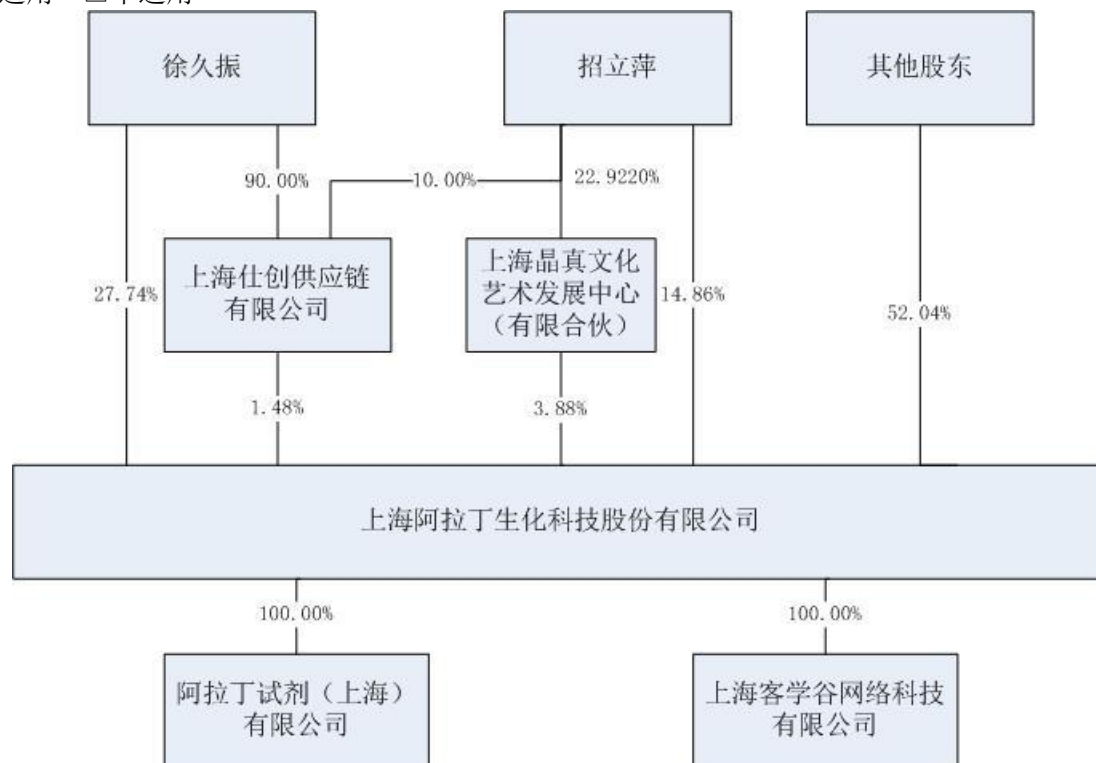 徐久振
招立萍
其他股东
90.00%
10.00%
22.9220%
上海仕创供应链
有限公司
上海晶真文化
艺术发展中心
（有限合伙）
27.74%
14.86%
52.04%
1.48%
3.88%
上海阿拉丁生化科技股份有限公司
100.00%
100.00%
阿拉丁试剂（上海）
有限公司
上海客学谷网络科技
有限公司